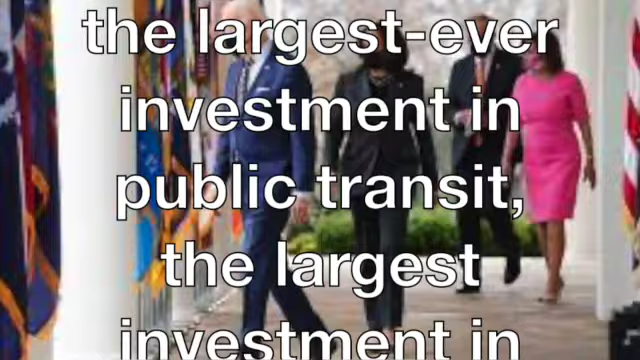 the largest-ever
investment in
public transit,
the largest
investment in